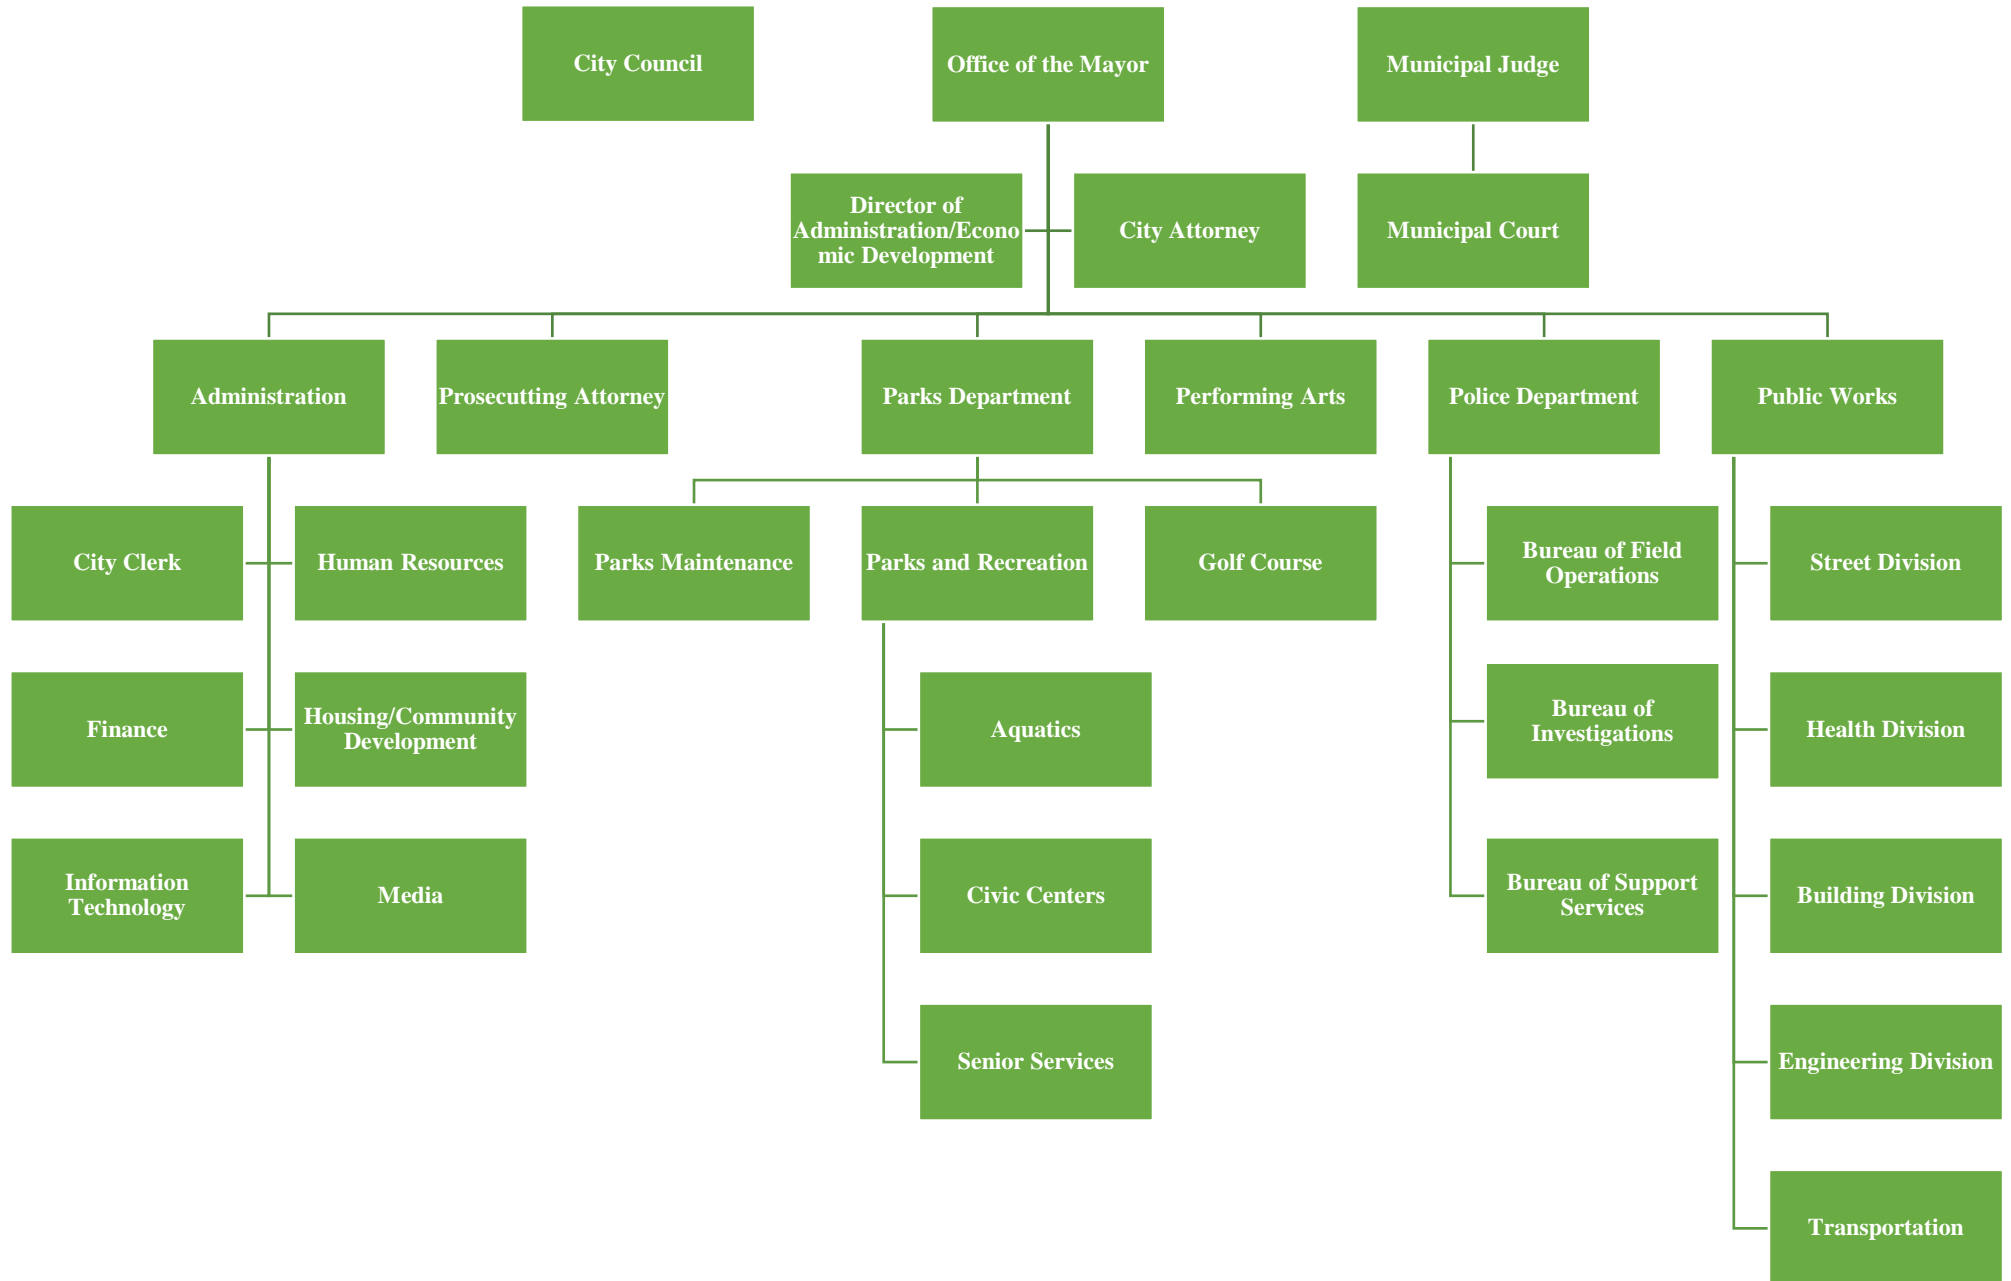 City Council
Office of the Mayor
Municipal Judge
Director of
Administration/Econo
mic Development
City Attorney
Municipal Court
Administration
Prosecutting Attorney
Parks Department
Performing Arts
Police Department
Public Works
City Clerk
Human Resources
Parks Maintenance
Parks and Recreation
Golf Course
Bureau of Field
Operations
Street Division
Finance
Housing/Community
Development
Aquatics
Bureau of
Investigations
Health Division
Information
Technology
Media
Civic Centers
Bureau of Support
Services
Building Division
Senior Services
Engineering Division
Transportation